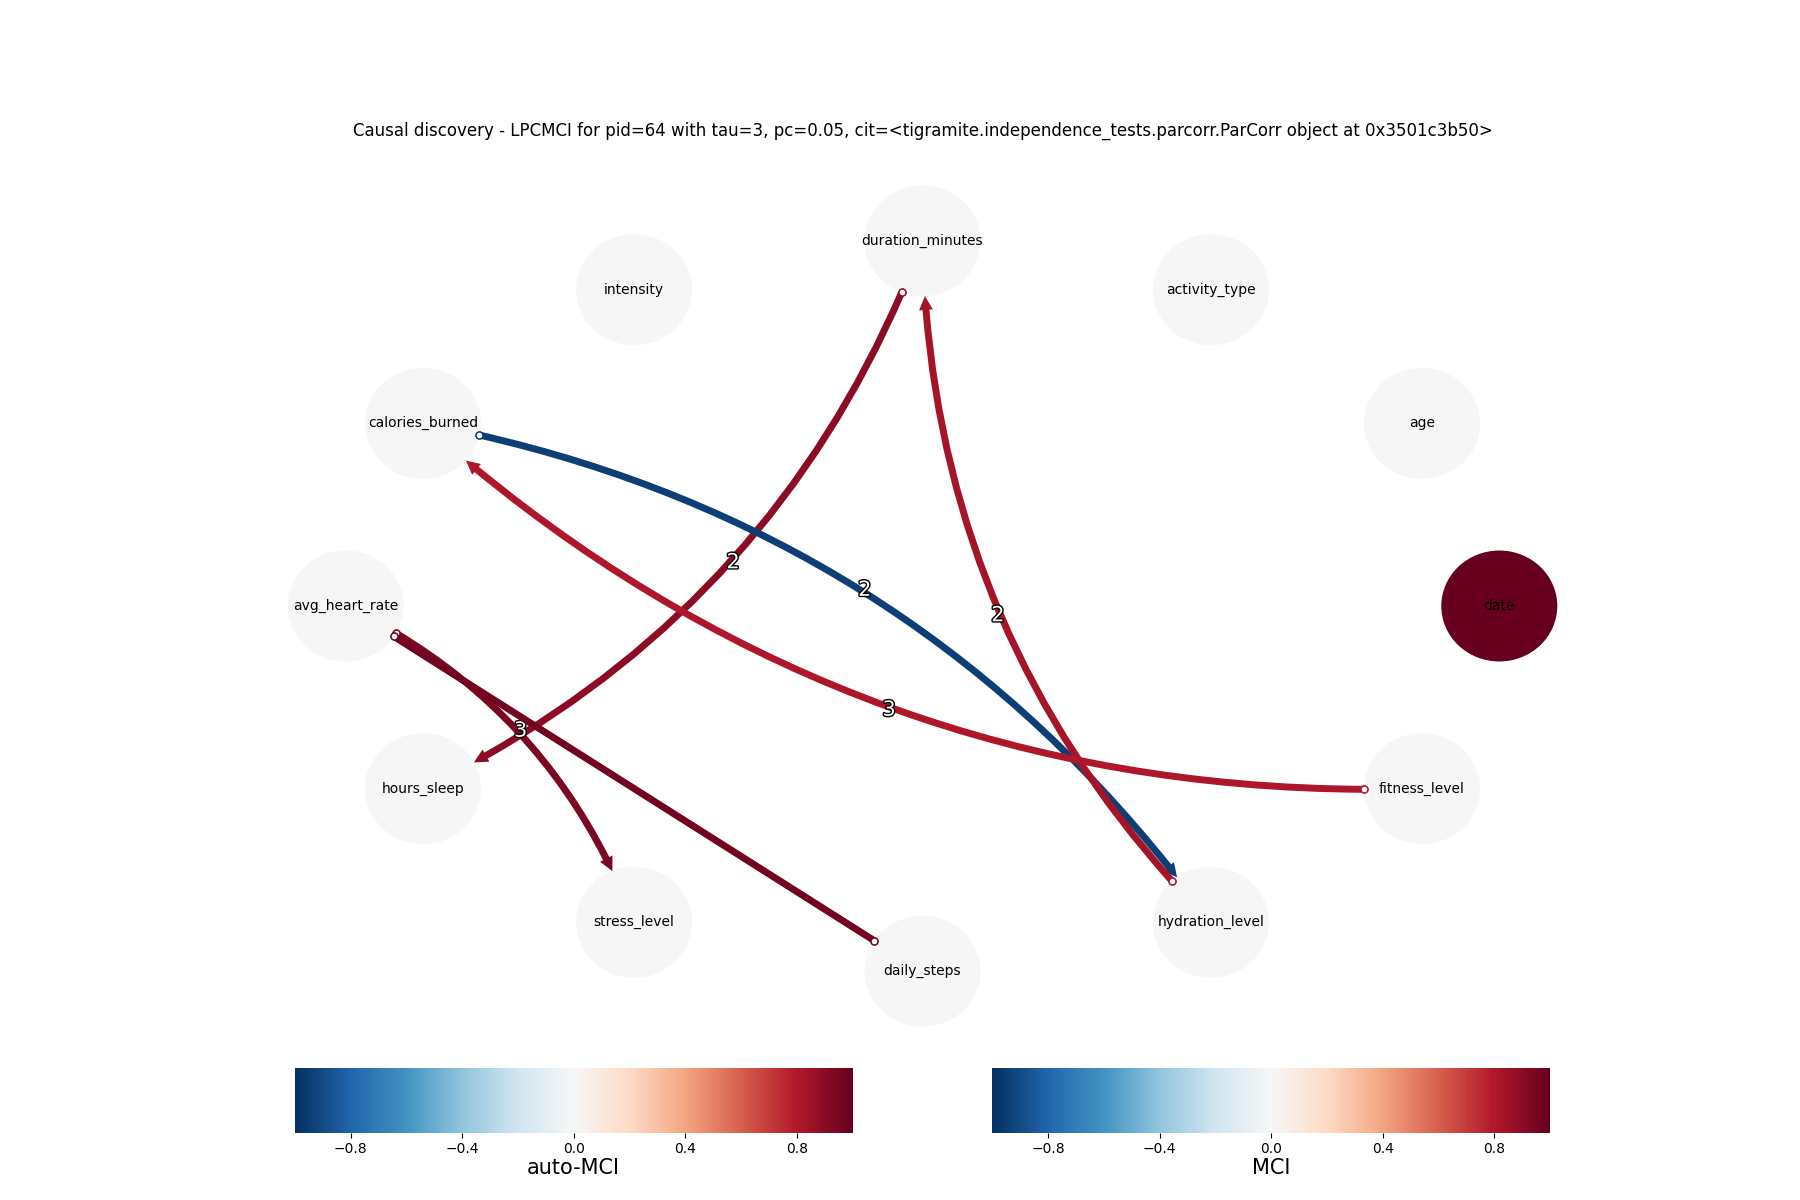 Causal discovery - LPCMCI for pid=64 with tau=3, pc=0.05, cit=<tigramite.independence_tests.parcorr.ParCorr object at 0x3501c3b50>
duration_minutes
intensity
activity_type
calories_burned
age
2
2
avg_heart_rate
date
2
3
3
hours_sleep
fitness_level
stress_level
hydration_level
daily_steps
−0.8 −0.4 0.0 0.4 0.8
auto-MCI
−0.8 −0.4 0.0 0.4 0.8
MCI